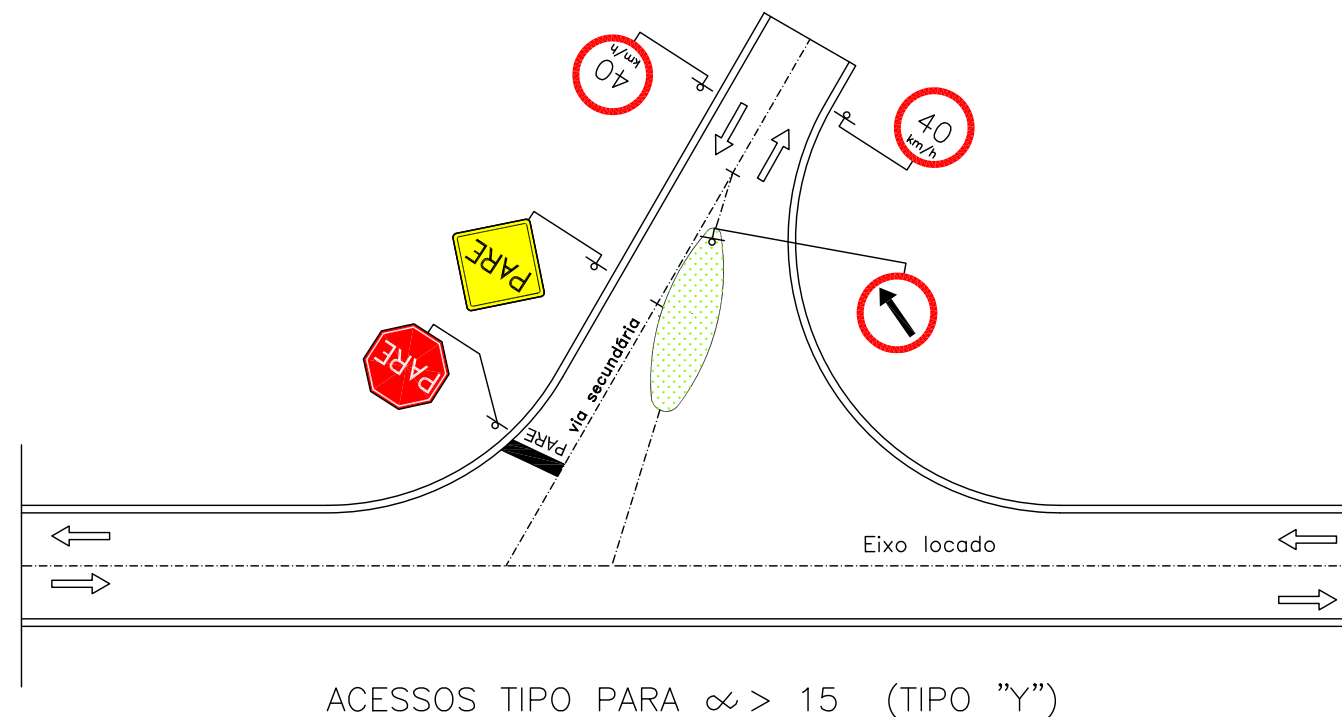 40
km/h
40
km/h
PARE
PARE
via secundária
PARE
Eixo locado
ACESSOS TIPO PARA ∝ > 15 (TIPO "Y")